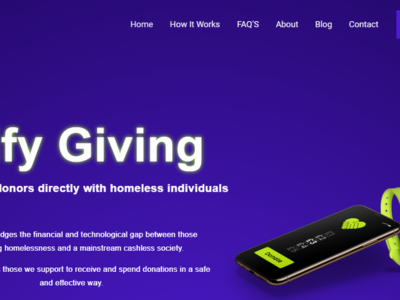 Home How It Works FAQ'S About Blog Contact
fy Giving
donors directly with homeless individuals
dges the financial and technological gap between those
g homelessness and a mainstream cashless society.
s those we support to receive and spend donations in a safe
and effective way.
Donate